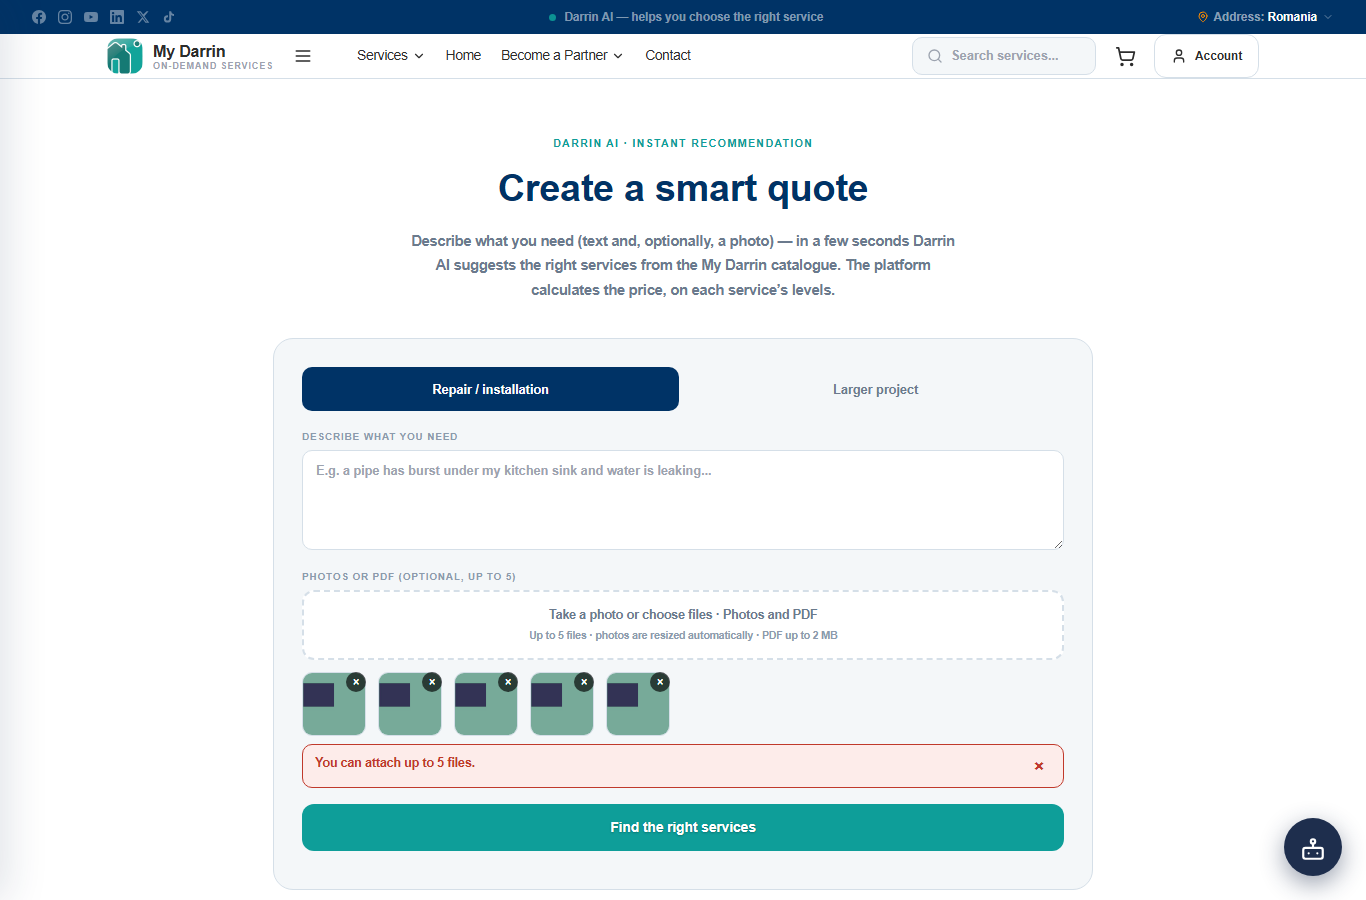 Darrin AI — helps you choose the right service
Address: Romania
My Darrin
ON-DEMAND SERVICES
Services
Home
Become a Partner
Contact
Search services...
Account
DARRIN AI · INSTANT RECOMMENDATION
Create a smart quote
Describe what you need (text and, optionally, a photo) — in a few seconds Darrin
AI suggests the right services from the My Darrin catalogue. The platform
calculates the price, on each service's levels.
Repair / installation
Larger project
DESCRIBE WHAT YOU NEED
E.g. a pipe has burst under my kitchen sink and water is leaking...
PHOTOS OR PDF (OPTIONAL, UP TO 5)
Take a photo or choose files · Photos and PDF
Up to 5 files · photos are resized automatically · PDF up to 2 MB
You can attach up to 5 files.
Find the right services